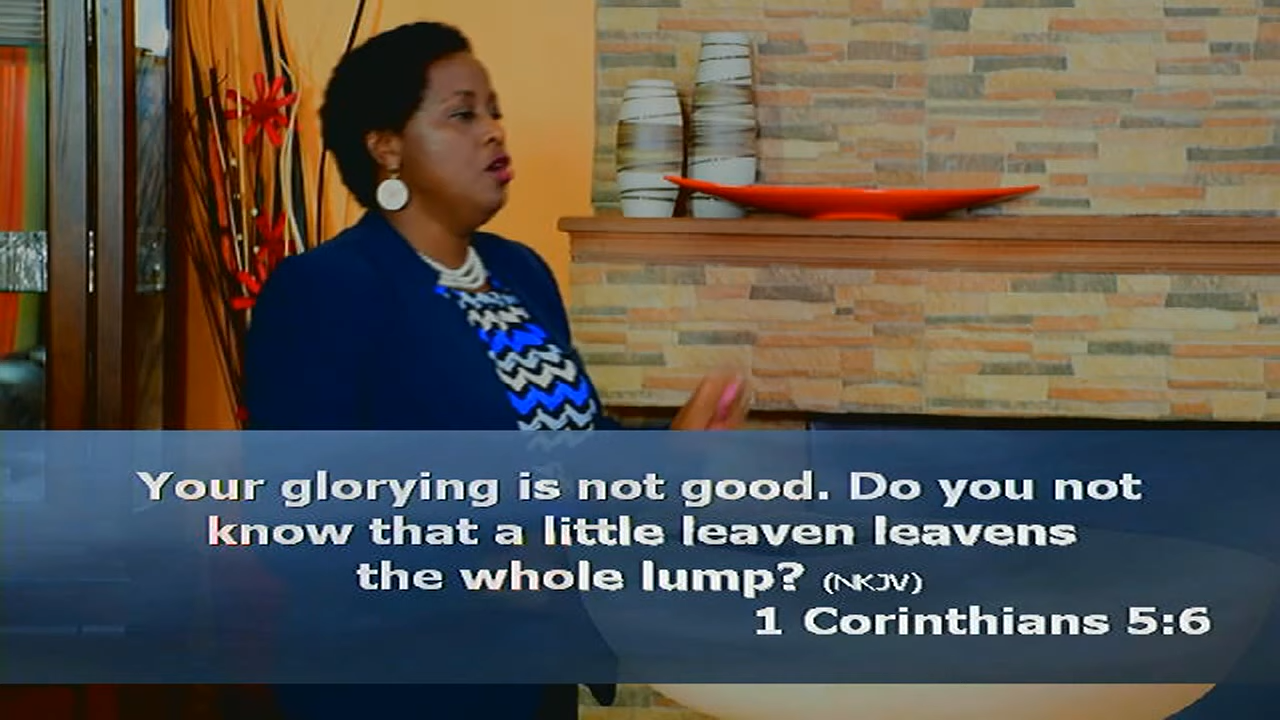 Your glorying is not good. Do you not
know that a little leaven leavens
the whole lump? (NKJV)
1 Corinthians 5:6